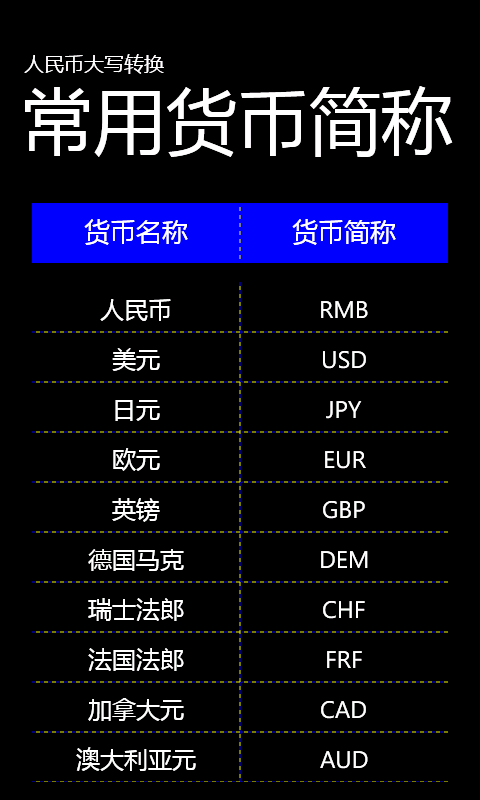 人民币大写转换
常用货币简称
货币名称 货币简称
人民币 RMB
美元 USD
日元 JPY
欧元 EUR
英镑 GBP
德国马克 DEM
瑞士法郎 CHF
法国法郎 FRF
加拿大元 CAD
澳大利亚元 AUD